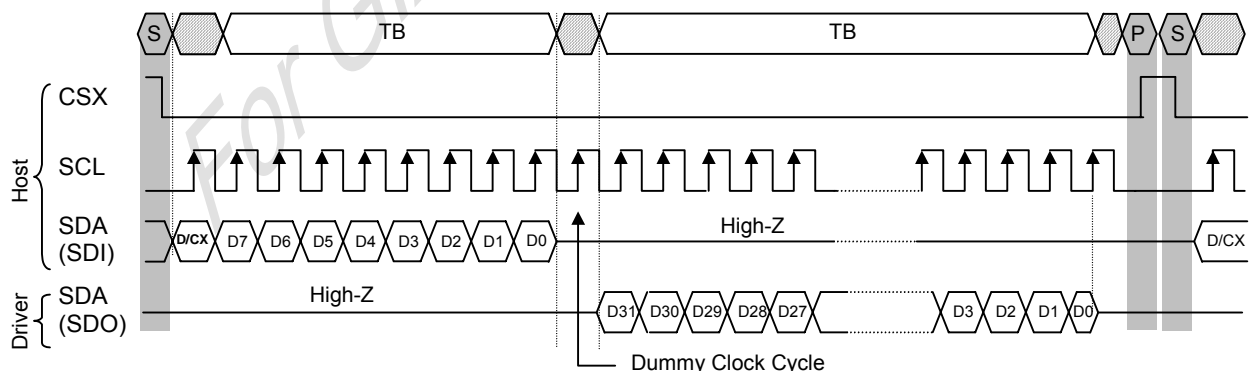 S TB TB P S
For G
CSX
Host
SCL
SDA
(SDI)
D/CX D7 D6 D5 D4 D3 D2 D1 D0 High-Z D/CX
Driver
SDA
(SDO)
High-Z D31 D30 D29 D28 D27 D3 D2 D1 D0
Dummy Clock Cycle